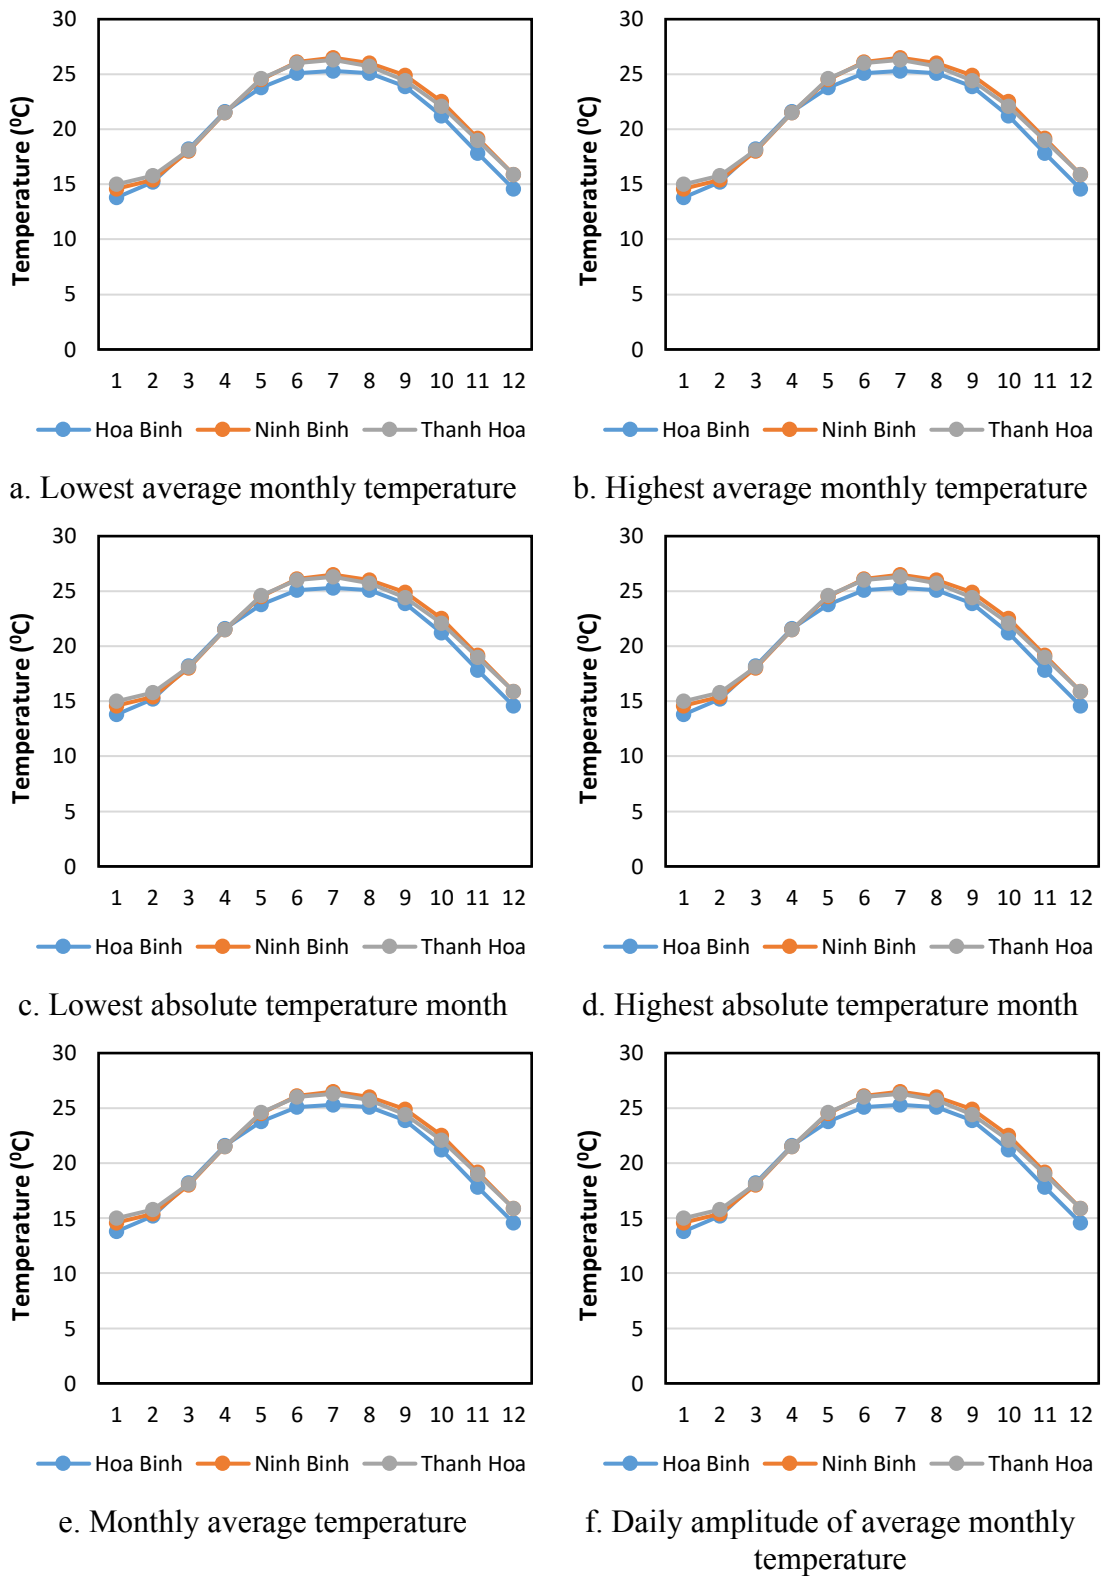 30
25
20
15
10
5
0
Temperature (⁰C)
1 2 3 4 5 6 7 8 9 10 11 12
Hoa Binh Ninh Binh Thanh Hoa
a. Lowest average monthly temperature
30
25
20
15
10
5
0
Temperature (⁰C)
1 2 3 4 5 6 7 8 9 10 11 12
Hoa Binh Ninh Binh Thanh Hoa
b. Highest average monthly temperature
30
25
20
15
10
5
0
Temperature (⁰C)
1 2 3 4 5 6 7 8 9 10 11 12
Hoa Binh Ninh Binh Thanh Hoa
c. Lowest absolute temperature month
30
25
20
15
10
5
0
Temperature (⁰C)
1 2 3 4 5 6 7 8 9 10 11 12
Hoa Binh Ninh Binh Thanh Hoa
d. Highest absolute temperature month
30
25
20
15
10
5
0
Temperature (⁰C)
1 2 3 4 5 6 7 8 9 10 11 12
Hoa Binh Ninh Binh Thanh Hoa
e. Monthly average temperature
30
25
20
15
10
5
0
Temperature (⁰C)
1 2 3 4 5 6 7 8 9 10 11 12
Hoa Binh Ninh Binh Thanh Hoa
f. Daily amplitude of average monthly
temperature